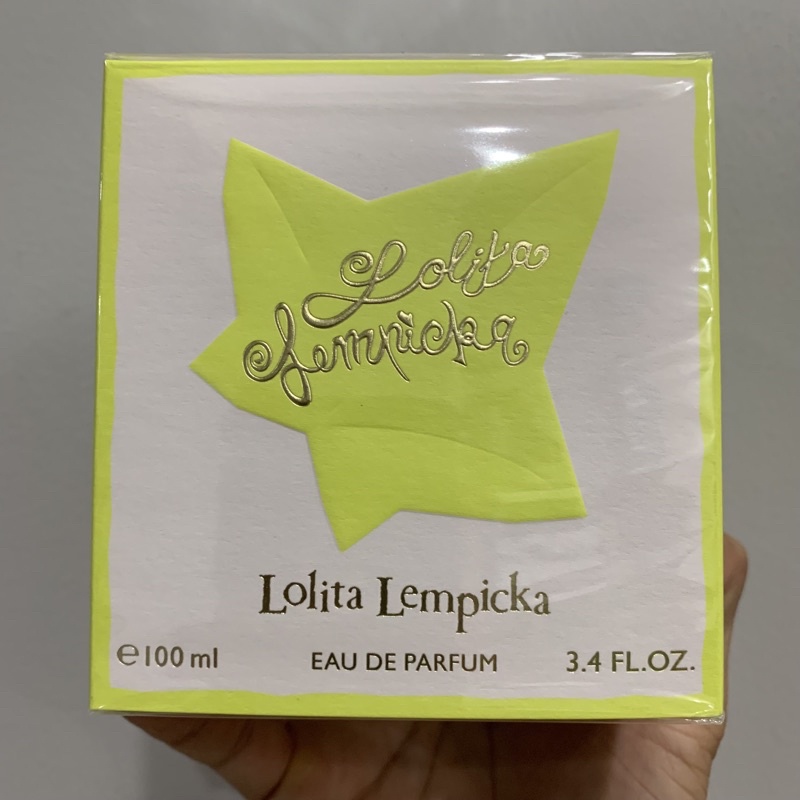 Lolita
Lempicka
Lolita Lempicka
℮100 ml EAU DE PARFUM 3.4 FL.OZ.